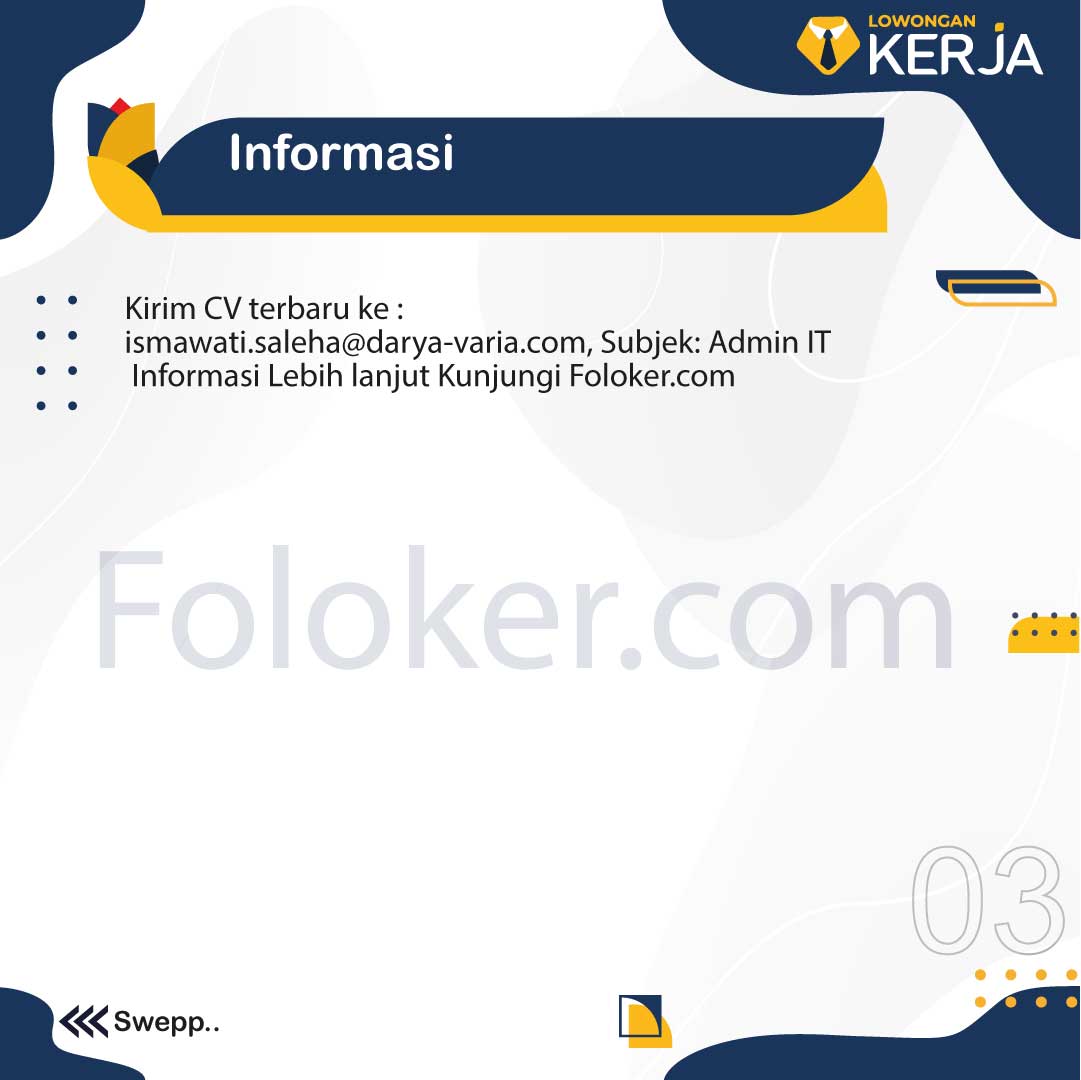 LOWONGAN
KERJA
Informasi
Kirim CV terbaru ke :
ismawati.saleha@darya-varia.com, Subjek: Admin IT
Informasi Lebih lanjut Kunjungi Foloker.com
Foloker.com
03
Swepp..